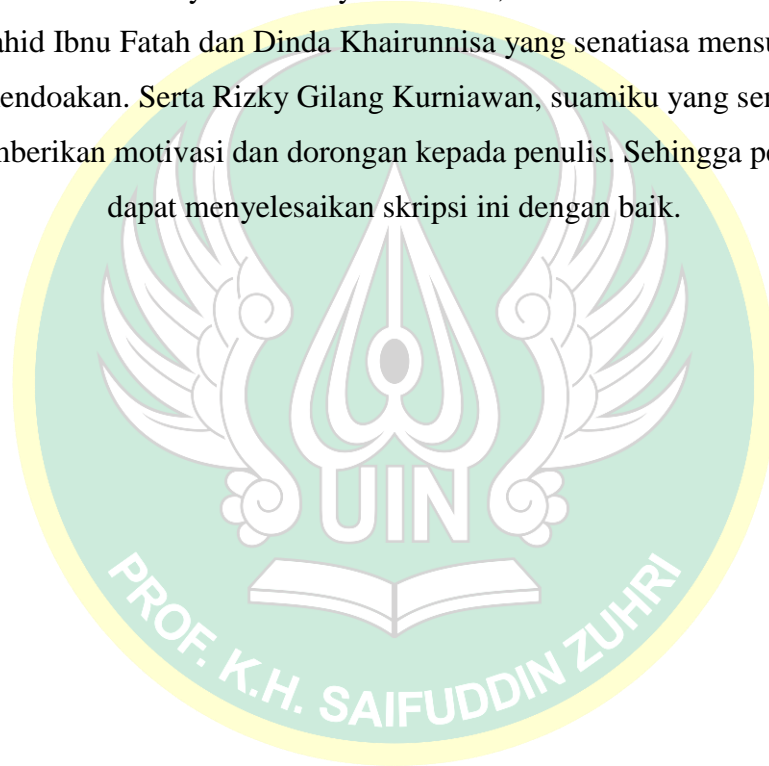 ahid Ibnu Fatah dan Dinda Khairunnisa yang senatiasa mensu
endoakan. Serta Rizky Gilang Kurniawan, suamiku yang ser
nberikan motivasi dan dorongan kepada penulis. Sehingga pe
dapat menyelesaikan skripsi ini dengan baik.
UIN
PROF. K.H. SAIFUDDIN ZUHRI